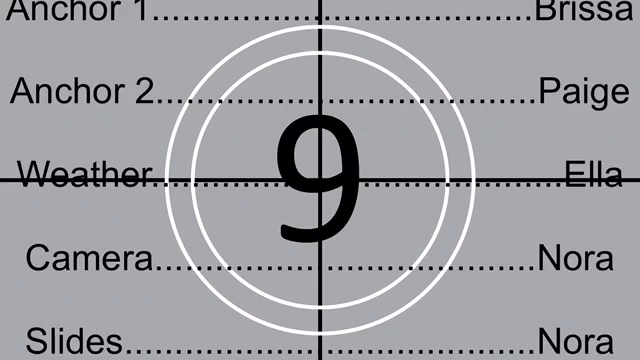 Anchor 1..............................................Brissa
Anchor 2..............................................Paige
Weather..............................................Ella
9
Camera..............................................Nora
Slides..............................................Nora